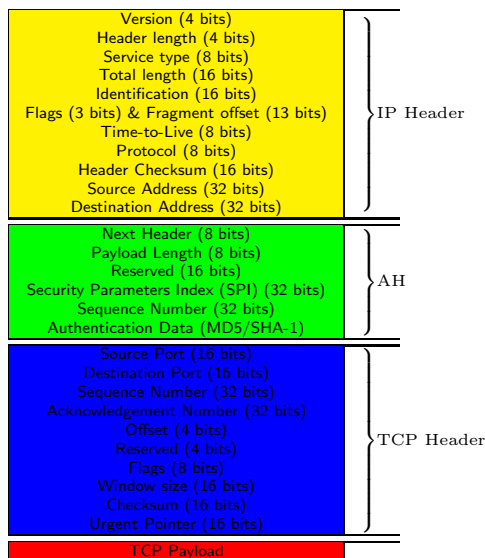 Version (4 bits)
Header length (4 bits)
Service type (8 bits)
Total length (16 bits)
Identification (16 bits)
Flags (3 bits) & Fragment offset (13 bits)
Time-to-Live (8 bits)
Protocol (8 bits)
Header Checksum (16 bits)
Source Address (32 bits)
Destination Address (32 bits)
IP Header
Next Header (8 bits)
Payload Length (8 bits)
Reserved (16 bits)
Security Parameters Index (SPI) (32 bits)
Sequence Number (32 bits)
Authentication Data (MD5/SHA-1)
AH
Source Port (16 bits)
Destination Port (16 bits)
Sequence Number (32 bits)
Acknowledgement Number (32 bits)
Offset (4 bits)
Reserved (4 bits)
Flags (8 bits)
Window size (16 bits)
Checksum (16 bits)
Urgent Pointer (16 bits)
TCP Header
TCP Payload